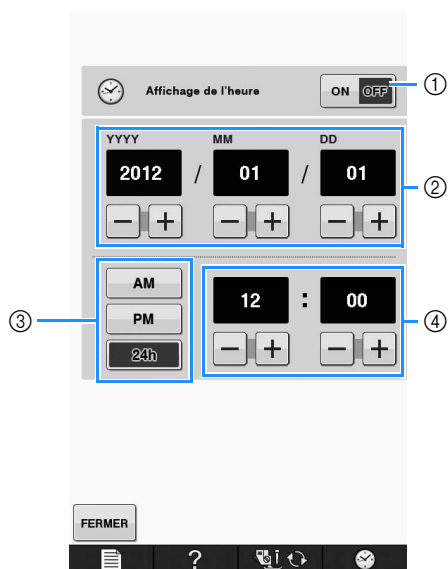 Affichage de l'heure ON OFF ①
YYYY MM DD
2012 / 01 / 01
②
− + − + − +
AM
PM
24h
③
12 : 00
④
− + − +
FERMER
?